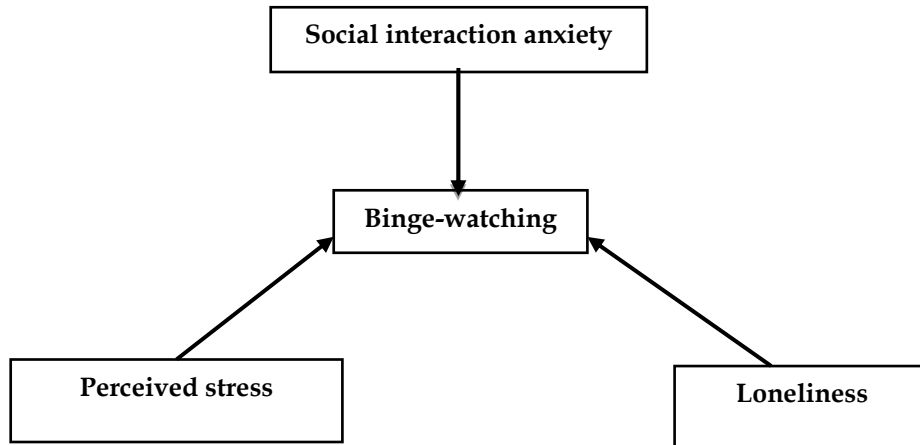 Social interaction anxiety
Binge-watching
Perceived stress
Loneliness